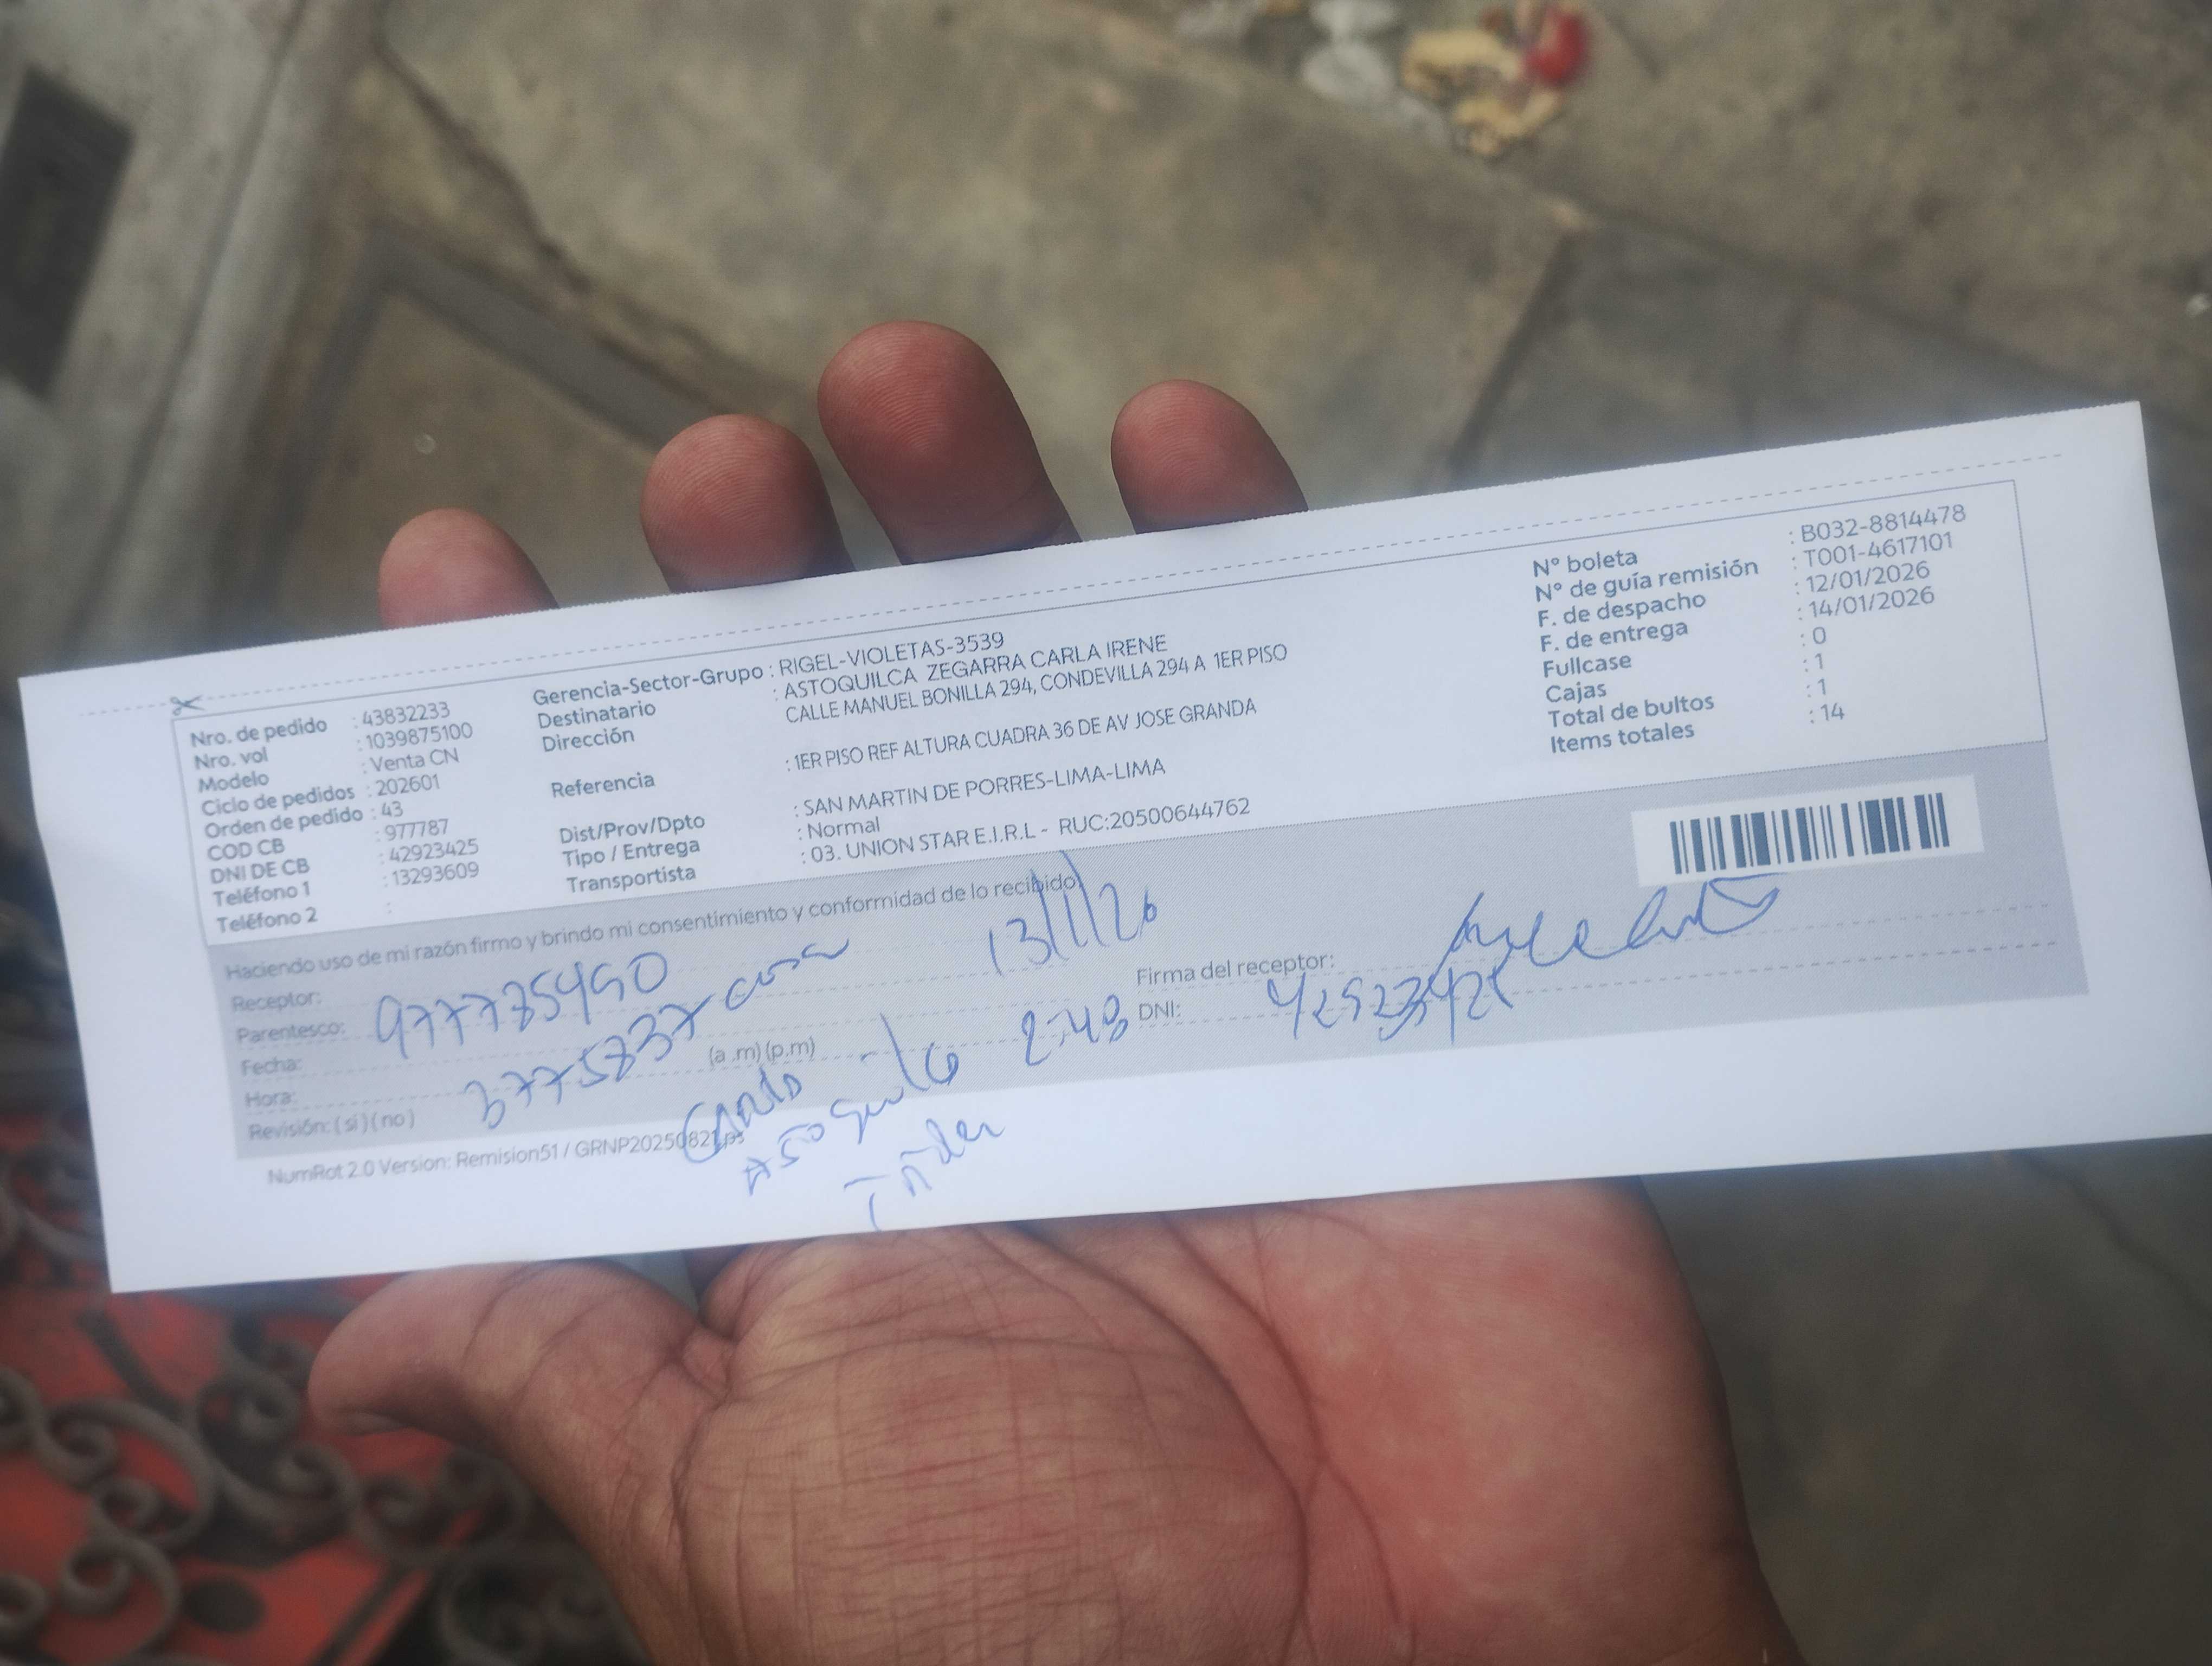 Nro. de pedido : 43832233
Nro. vol : 1039875100
Modelo : Venta CN
Ciclo de pedidos : 202601
Orden de pedido : 43
COD CB : 977787
DNI DE CB : 42923425
Teléfono 1 : 13293609
Teléfono 2 :
Gerencia-Sector-Grupo : RIGEL-VIOLETAS-3539
Destinatario : ASTOQUILCA ZEGARRA CARLA IRENE
Dirección CALLE MANUEL BONILLA 294, CONDEVILLA 294 A 1ER PISO
Referencia : 1ER PISO REF ALTURA CUADRA 36 DE AV JOSE GRANDA
Dist/Prov/Dpto : SAN MARTIN DE PORRES-LIMA-LIMA
Tipo / Entrega : Normal
Transportista : 03. UNION STAR E.I.R.L - RUC:20500644762
N° boleta : B032-8814478
N° de guía remisión : T001-4617101
F. de despacho : 12/01/2026
F. de entrega : 14/01/2026
Fullcase : 0
Cajas : 1
Total de bultos : 1
Items totales : 14
Haciendo uso de mi razón firmo y brindo mi consentimiento y conformidad de lo recibido
13/1/26
Receptor:
Parentesco:
Fecha:
Hora: (a.m) (p.m) 2:48
Revisión: (si) (no)
Firma del receptor:
DNI:
NumRot 2.0 Version: Remision51 / GRNP20250821.ps